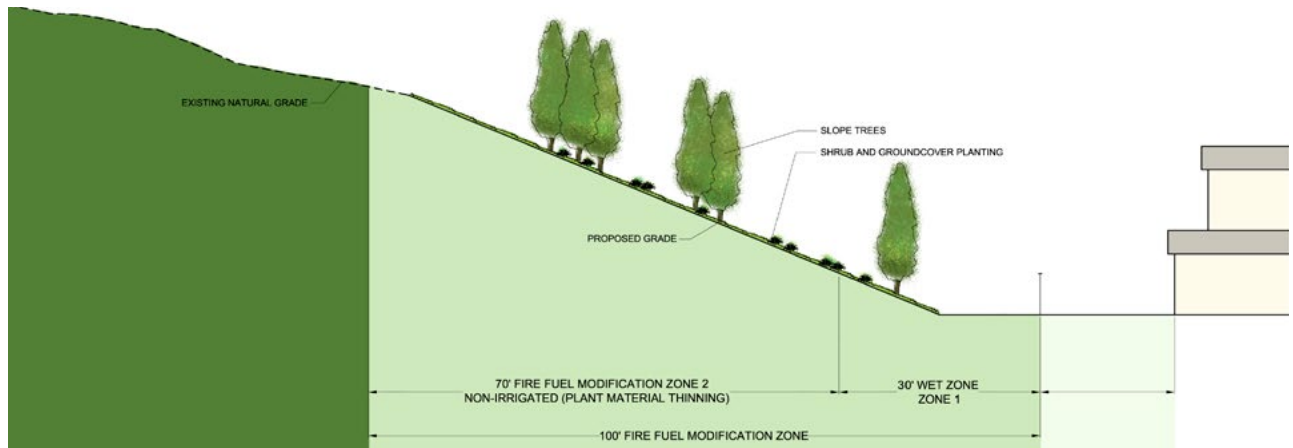 EXISTING NATURAL GRADE
SLOPE TREES
SHRUB AND GROUNDCOVER PLANTING
PROPOSED GRADE
70' FIRE FUEL MODIFICATION ZONE 2
NON-IRRIGATED (PLANT MATERIAL THINNING)
30' WET ZONE
ZONE 1
100' FIRE FUEL MODIFICATION ZONE